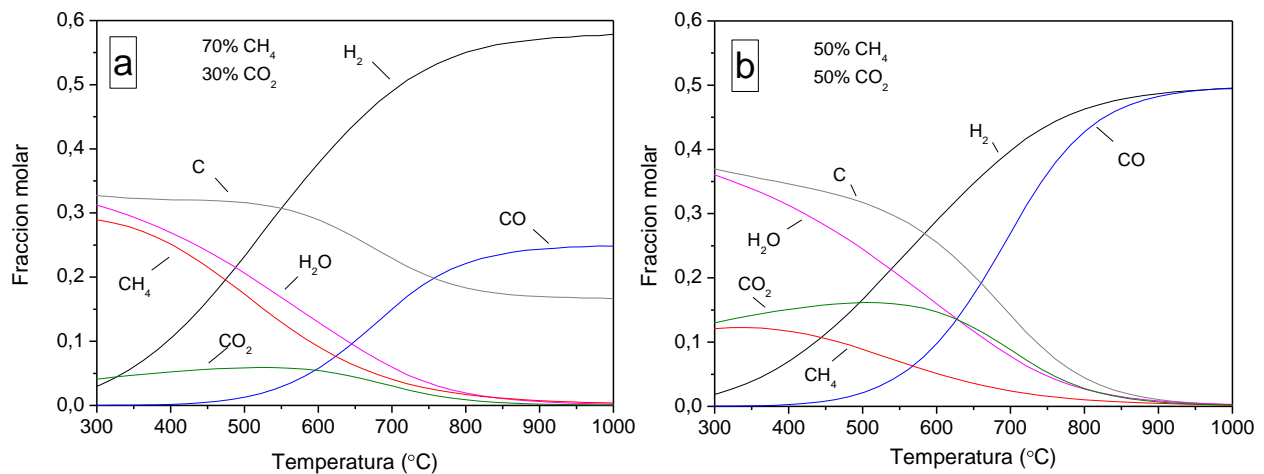 a
70% CH₄
30% CO₂
H₂
C
CO
H₂O
CH₄
CO₂
0,6
0,5
0,4
0,3
0,2
0,1
0,0
300 400 500 600 700 800 900 1000
Fraccion molar
Temperatura (°C)
b
50% CH₄
50% CO₂
H₂
CO
C
H₂O
CO₂
CH₄
0,6
0,5
0,4
0,3
0,2
0,1
0,0
300 400 500 600 700 800 900 1000
Fraccion molar
Temperatura (°C)